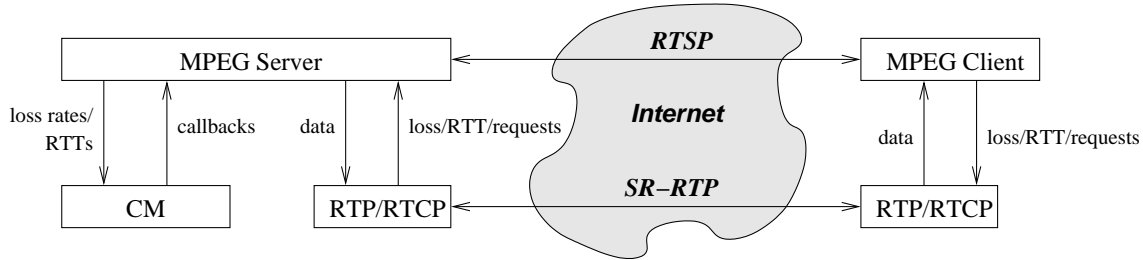 RTSP
MPEG Server
MPEG Client
loss rates/
RTTs
callbacks
data
loss/RTT/requests
Internet
data
loss/RTT/requests
SR−RTP
CM
RTP/RTCP
RTP/RTCP